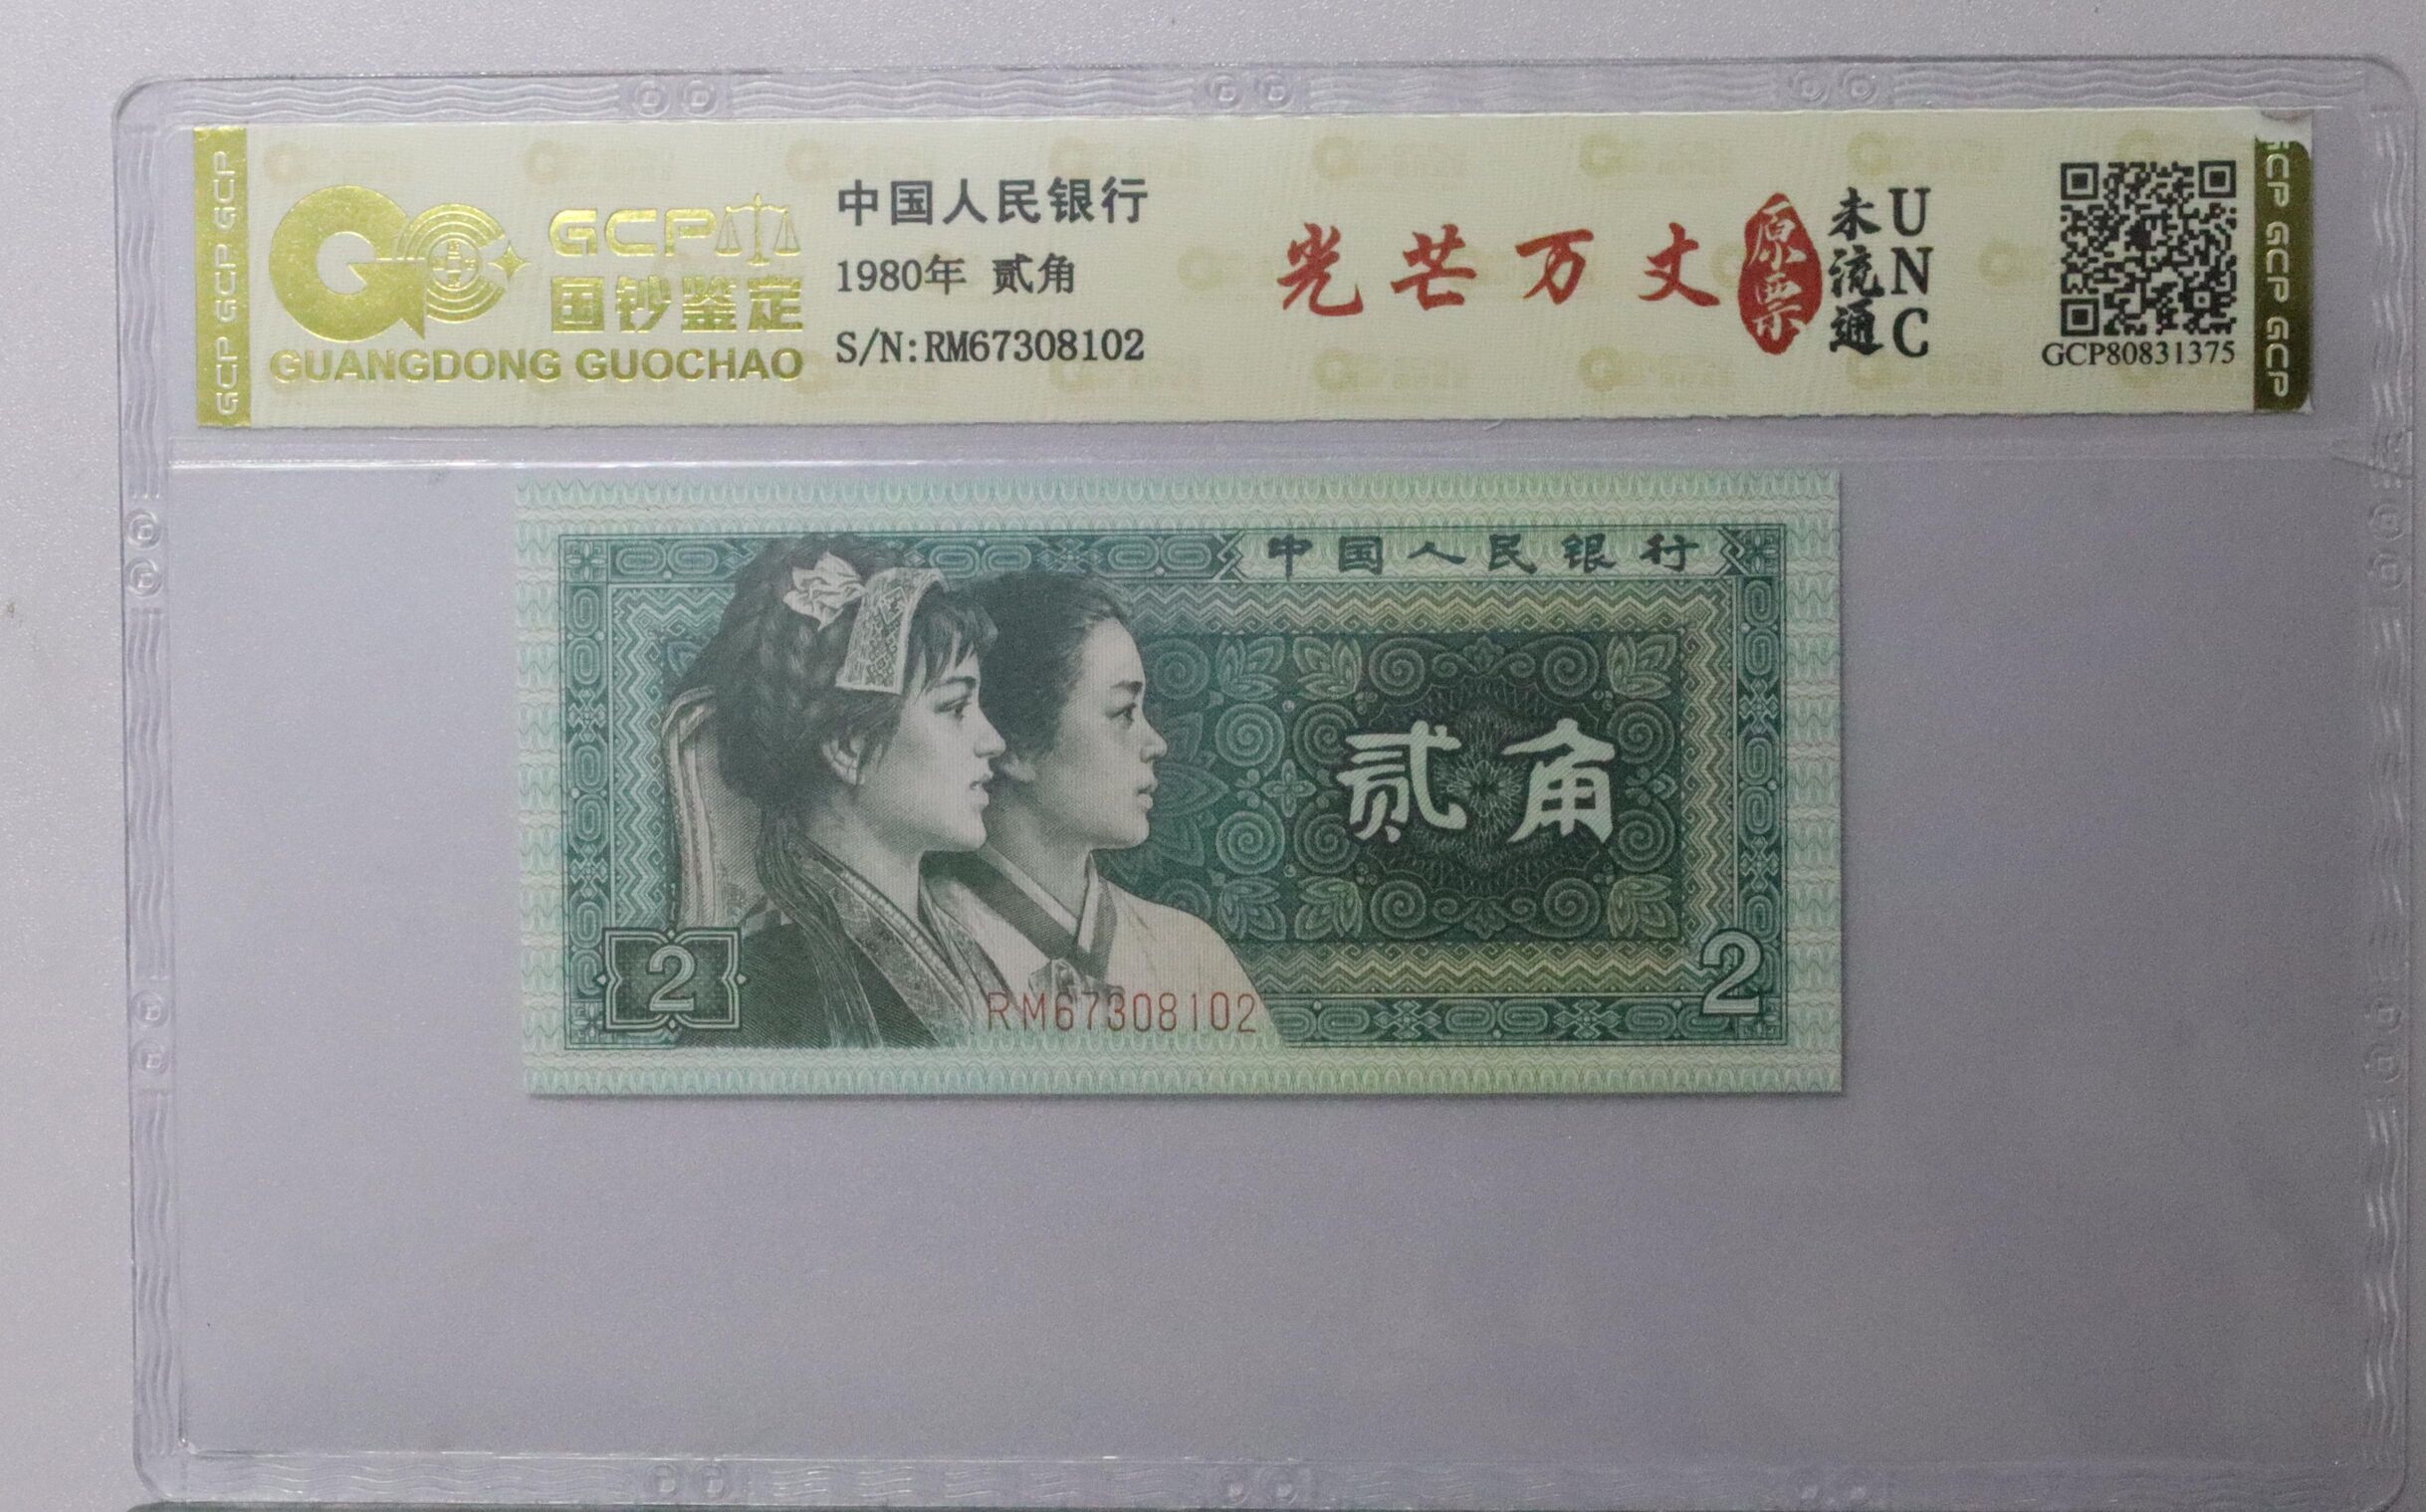 GCP GCP GCP
GCP
国钞鉴定
GUANGDONG GUOCHAO
中国人民银行
1980年 贰角
S/N:RM67308102
光芒万丈
原票
未流通
UNC
GCP80831375
GCP GCP GCP
中国人民银行
贰角
2
RM67308102
2